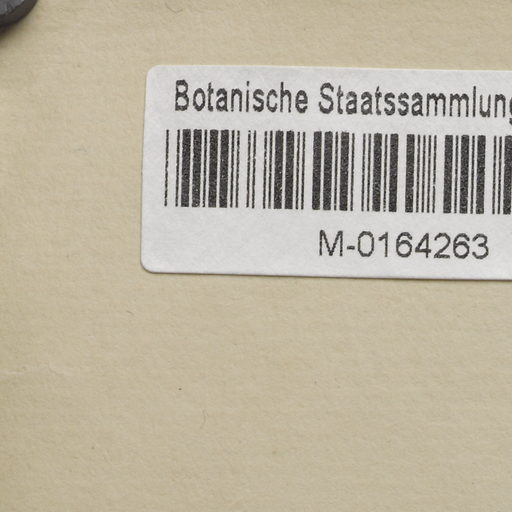 Botanische Staatssammlung
M-0164263